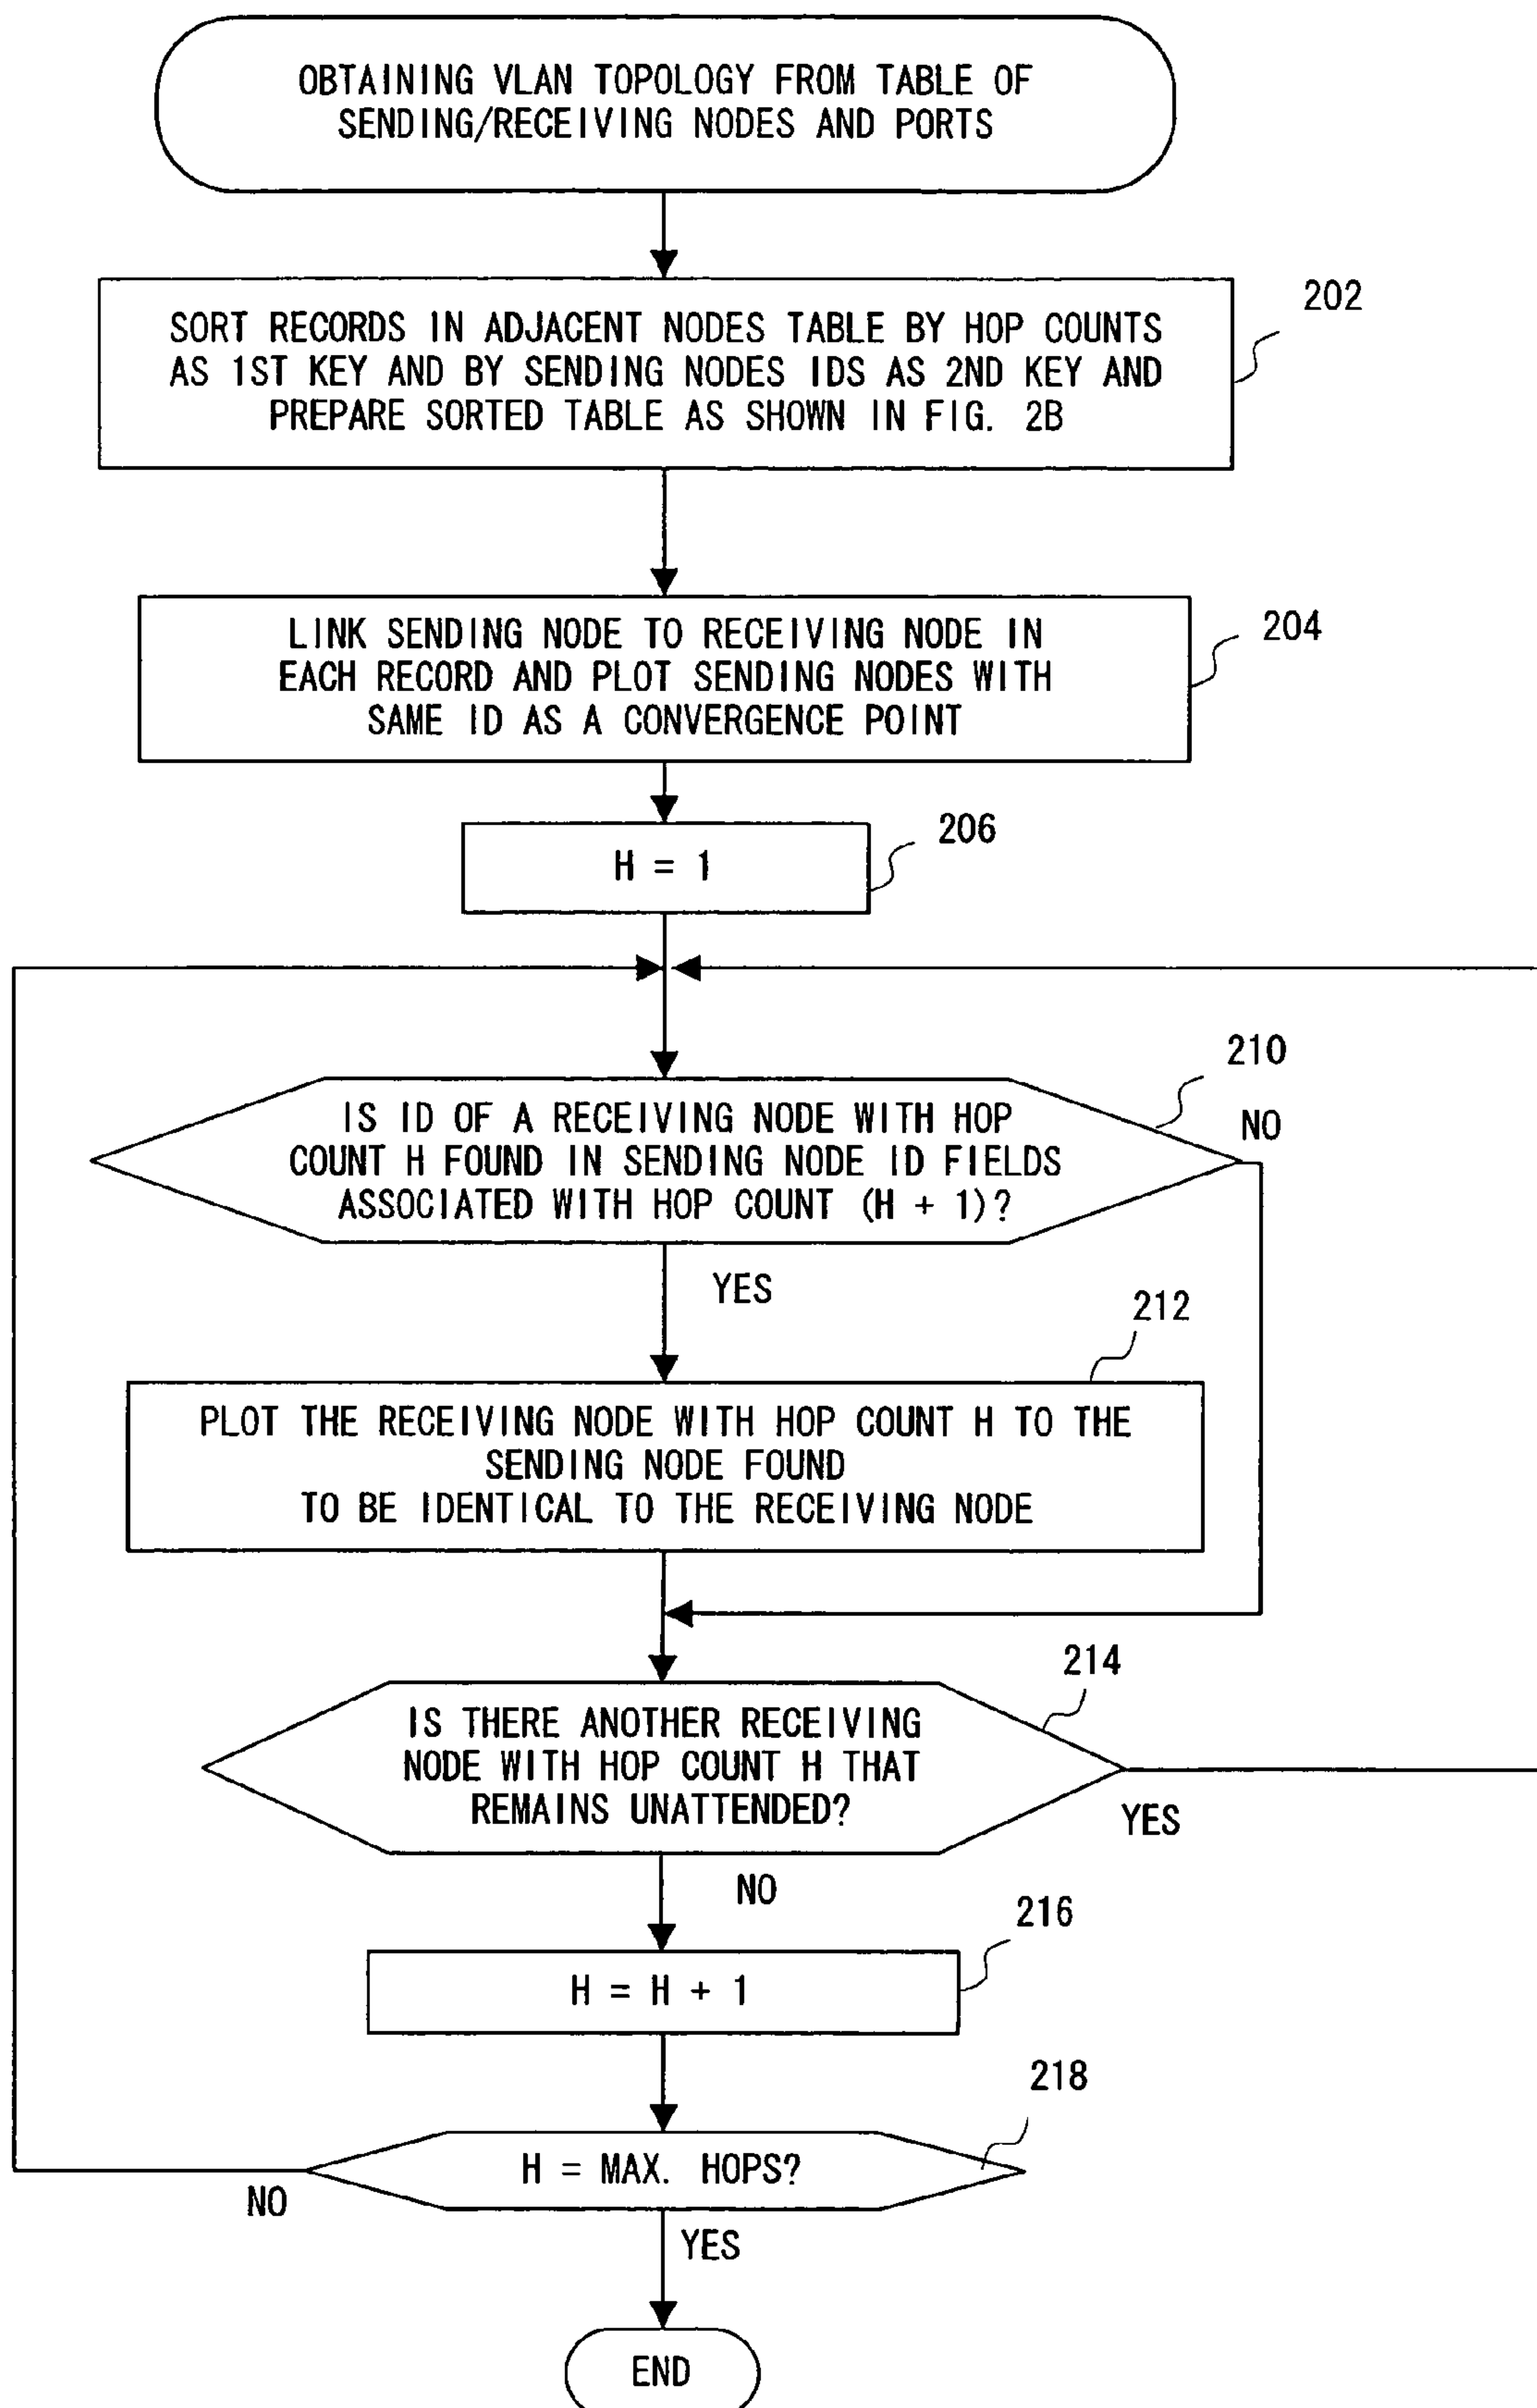 OBTAINING VLAN TOPOLOGY FROM TABLE OF
SENDING/RECEIVING NODES AND PORTS
202
SORT RECORDS IN ADJACENT NODES TABLE BY HOP COUNTS
AS 1ST KEY AND BY SENDING NODES IDS AS 2ND KEY AND
PREPARE SORTED TABLE AS SHOWN IN FIG. 2B
204
LINK SENDING NODE TO RECEIVING NODE IN
EACH RECORD AND PLOT SENDING NODES WITH
SAME ID AS A CONVERGENCE POINT
206
H = 1
210
NO
IS ID OF A RECEIVING NODE WITH HOP
COUNT H FOUND IN SENDING NODE ID FIELDS
ASSOCIATED WITH HOP COUNT (H + 1)?
YES
212
PLOT THE RECEIVING NODE WITH HOP COUNT H TO THE
SENDING NODE FOUND
TO BE IDENTICAL TO THE RECEIVING NODE
214
IS THERE ANOTHER RECEIVING
NODE WITH HOP COUNT H THAT
REMAINS UNATTENDED?
YES
NO
216
H = H + 1
218
H = MAX. HOPS?
NO
YES
END